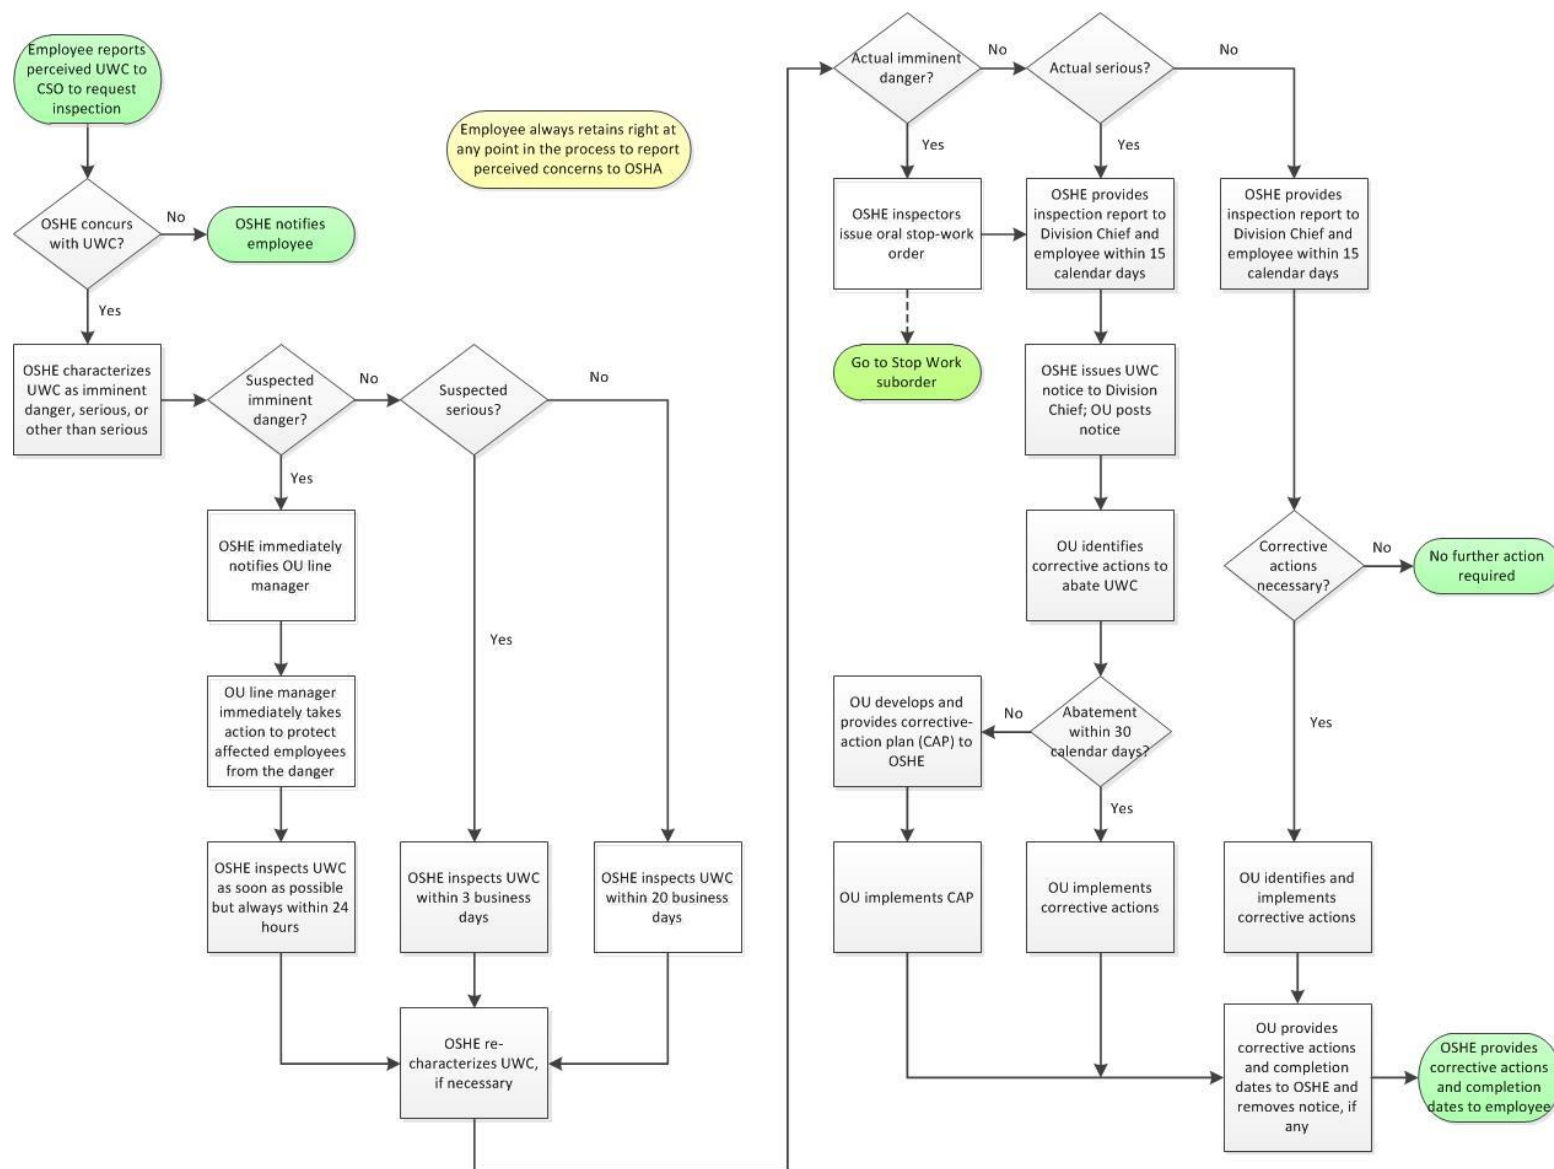 Employee reports
perceived UWC to
CSO to request
inspection
Employee always retains right at
any point in the process to report
perceived concerns to OSHA
OSHE concurs
with UWC?
No
OSHE notifies
employee
Yes
OSHE characterizes
UWC as imminent
danger, serious, or
other than serious
Suspected
imminent
danger?
No
Suspected
serious?
No
Yes
OSHE immediately
notifies OU line
manager
Yes
OU line manager
immediately takes
action to protect
affected employees
from the danger
OSHE inspects UWC
as soon as possible
but always within 24
hours
OSHE inspects UWC
within 3 business
days
OSHE inspects UWC
within 20 business
days
OSHE re-
characterizes UWC,
if necessary
Actual imminent
danger?
No
Actual serious?
No
Yes
Yes
OSHE inspectors
issue oral stop-work
order
OSHE provides
inspection report to
Division Chief and
employee within 15
calendar days
OSHE provides
inspection report to
Division Chief and
employee within 15
calendar days
Go to Stop Work
suborder
OSHE issues UWC
notice to Division
Chief; OU posts
notice
OU identifies
corrective actions to
abate UWC
Corrective
actions
necessary?
No
No further action
required
OU develops and
provides corrective-
action plan (CAP) to
OSHE
No
Abatement
within 30
calendar days?
Yes
Yes
OU implements CAP
OU implements
corrective actions
OU identifies and
implements
corrective actions
OU provides
corrective actions
and completion
dates to OSHE and
removes notice, if
any
OSHE provides
corrective actions
and completion
dates to employee